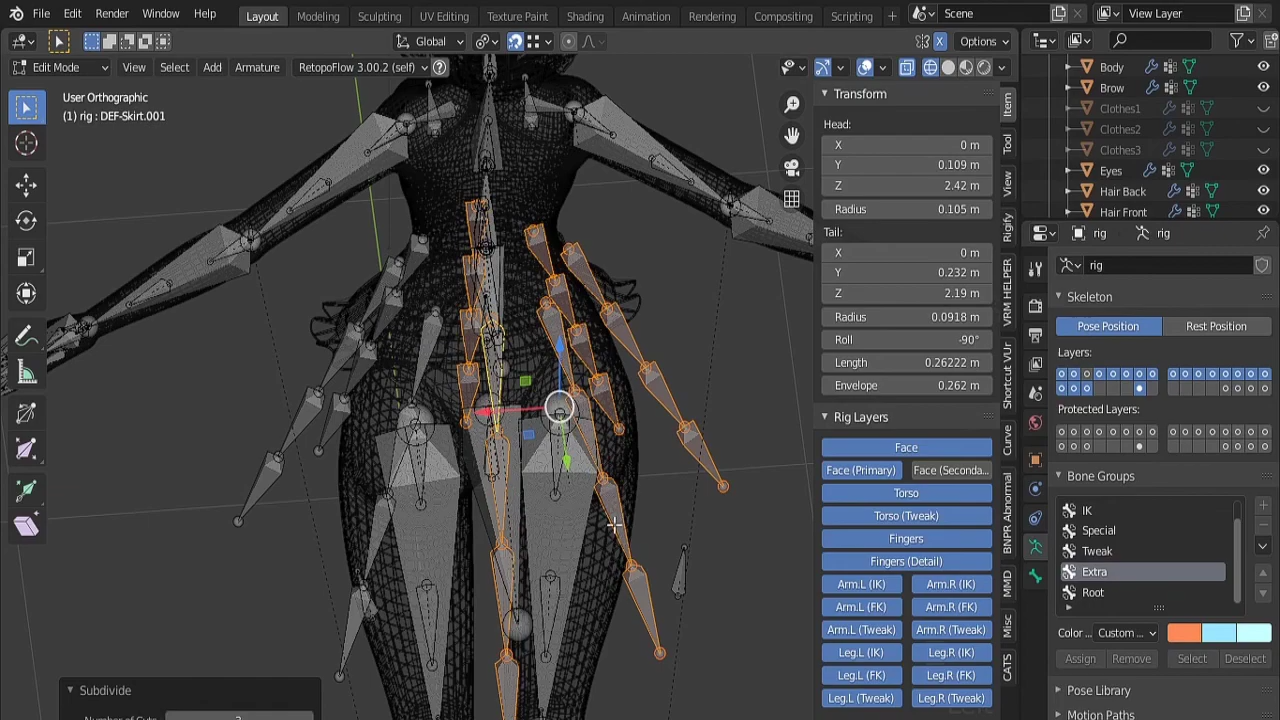 File Edit Render Window Help Layout Modeling Sculpting UV Editing Texture Paint Shading Animation Rendering Compositing Scripting Scene View Layer
Global Options
Edit Mode View Select Add Armature RetopoFlow 3.00.2 (self)
User Orthographic
(1) rig : DEF-Skirt.001
Transform
Head:
X 0 m
Y 0.109 m
Z 2.42 m
Radius 0.105 m
Tail:
X 0 m
Y 0.232 m
Z 2.19 m
Radius 0.0918 m
Roll -90°
Length 0.26222 m
Envelope 0.262 m
Rig Layers
Face
Face (Primary) Face (Seconda...
Torso
Torso (Tweak)
Fingers
Fingers (Detail)
Arm.L (IK) Arm.R (IK)
Arm.L (FK) Arm.R (FK)
Arm.L (Tweak) Arm.R (Tweak)
Leg.L (IK) Leg.R (IK)
Leg.L (FK) Leg.R (FK)
Leg.L (Tweak) Leg.R (Tweak)
Item
Tool
View
Rigify
VRM HELPER
Shortcut VUr
Curve
BNPR Abnormal
MMD
Misc
CATS
Body
Brow
Clothes1
Clothes2
Clothes3
Eyes
Hair Back
Hair Front
rig rig
rig
Skeleton
Pose Position Rest Position
Layers:
Protected Layers:
Bone Groups
IK
Special
Tweak
Extra
Root
Color ... Custom ...
Assign Remove Select Deselect
Pose Library
Motion Paths
Subdivide